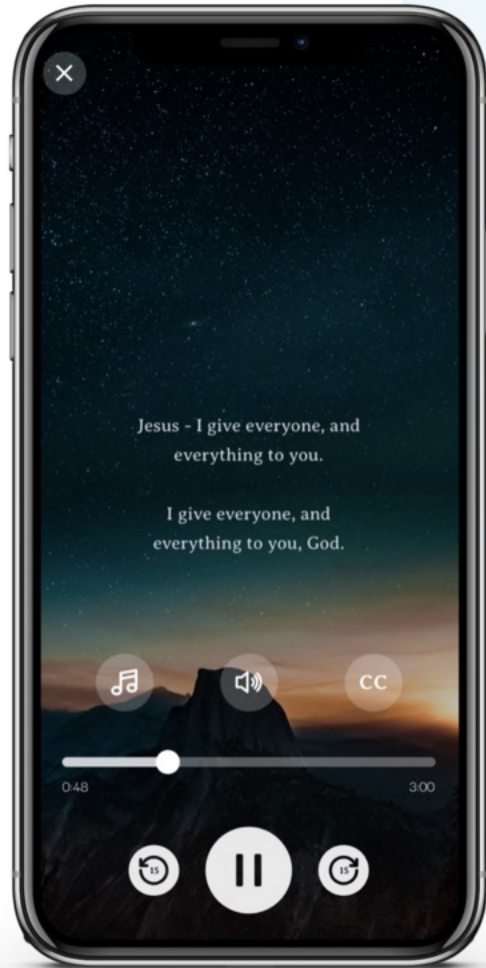 Jesus - I give everyone, and
everything to you.
I give everyone, and
everything to you, God.
CC
0:48
3:00
15
15